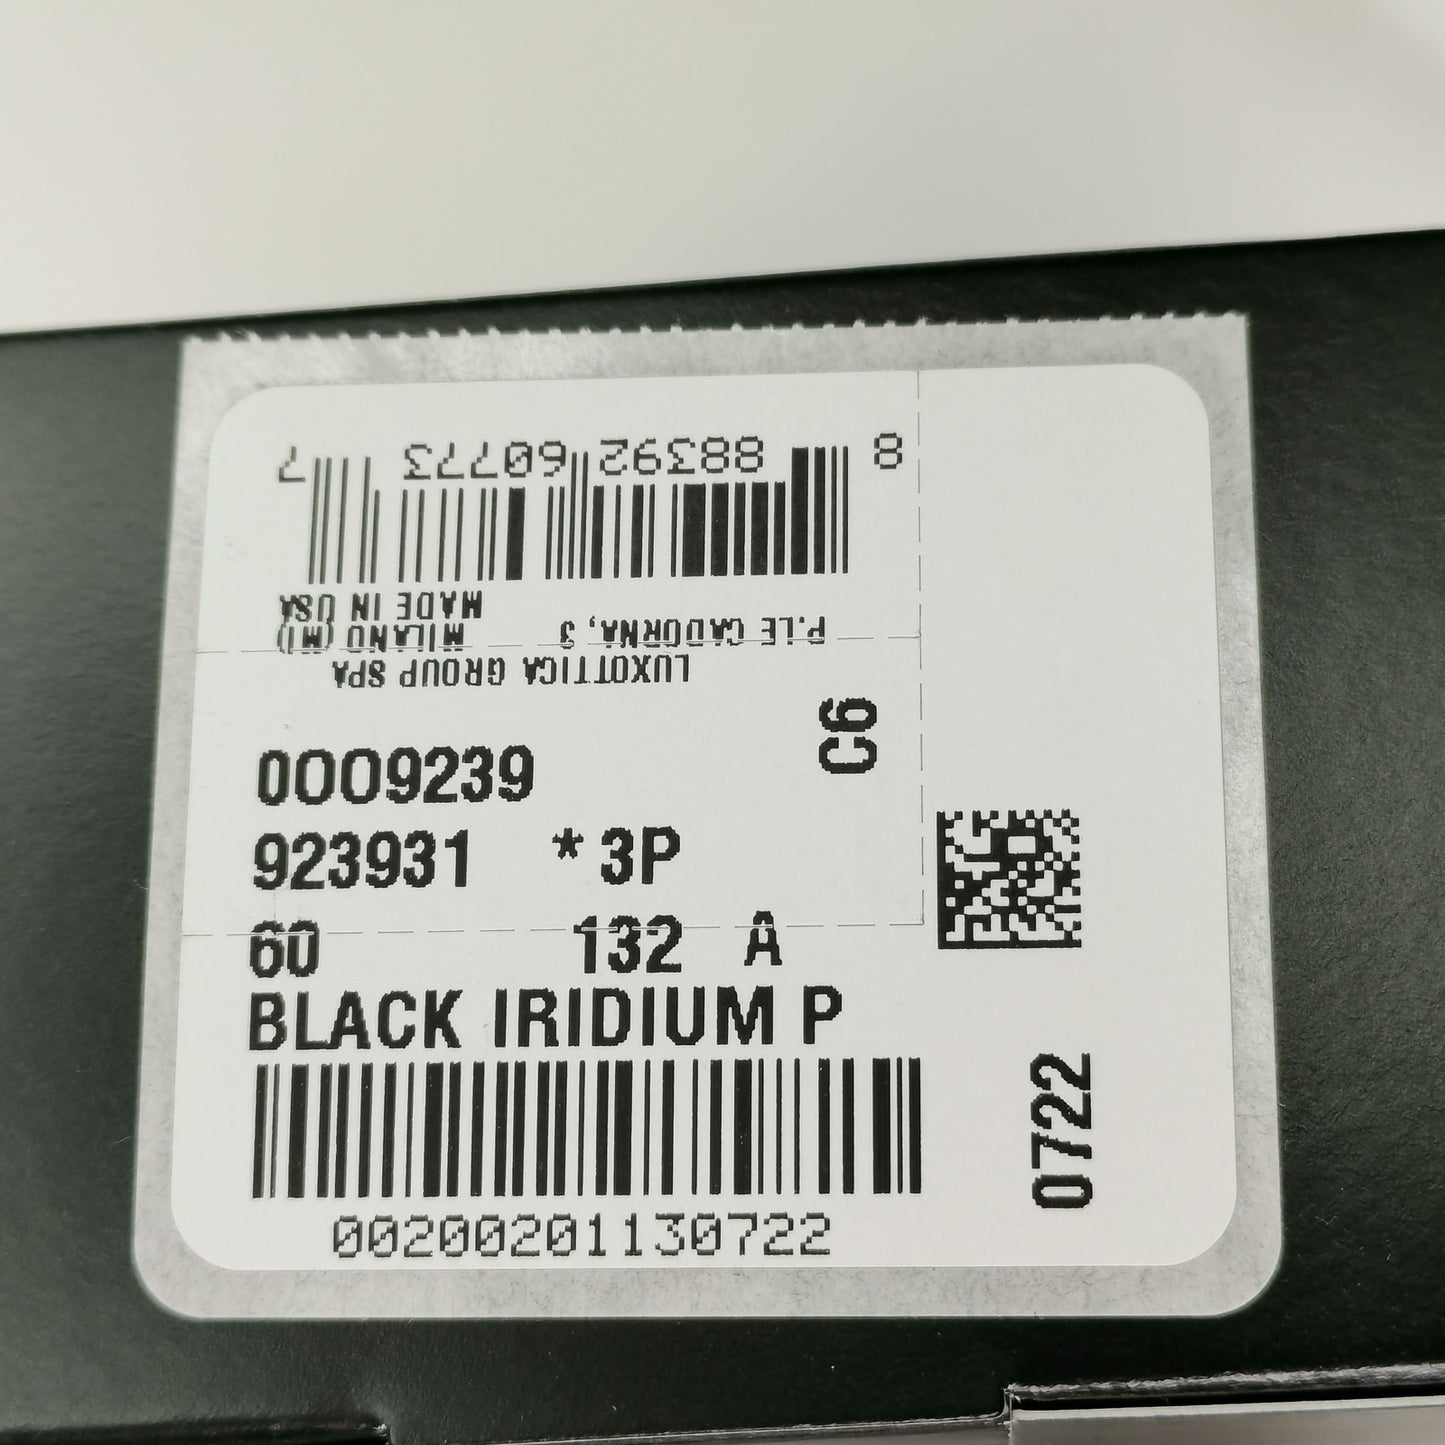 8 88392 60773 7
LUXOTTICA GROUP SPA
P.LE CADORNA, 3 MILANO (MI)
MADE IN USA
C6
0OO9239
923931 *3P
60 132 A
BLACK IRIDIUM P
00200201130722
0722